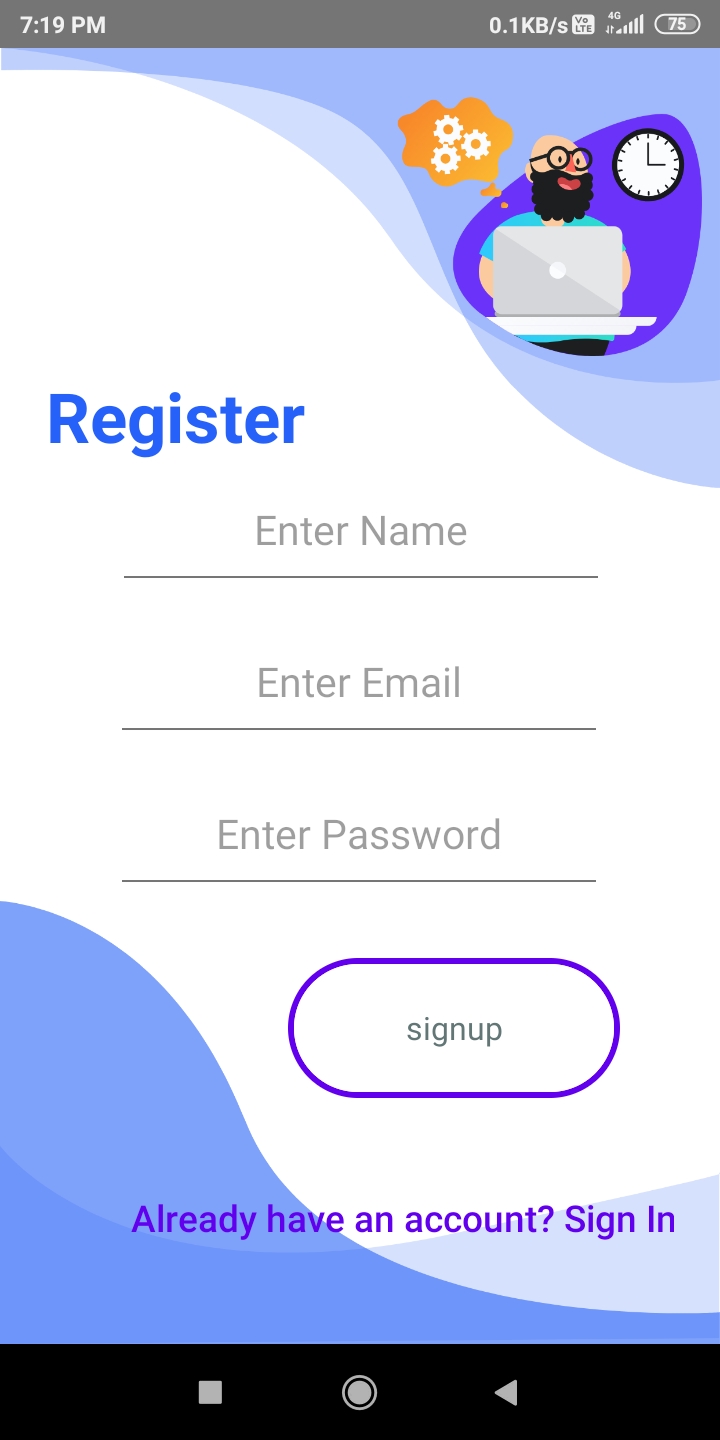 7:19 PM 0.1KB/s Vo LTE 4G 75
Register
Enter Name
Enter Email
Enter Password
signup
Already have an account? Sign In